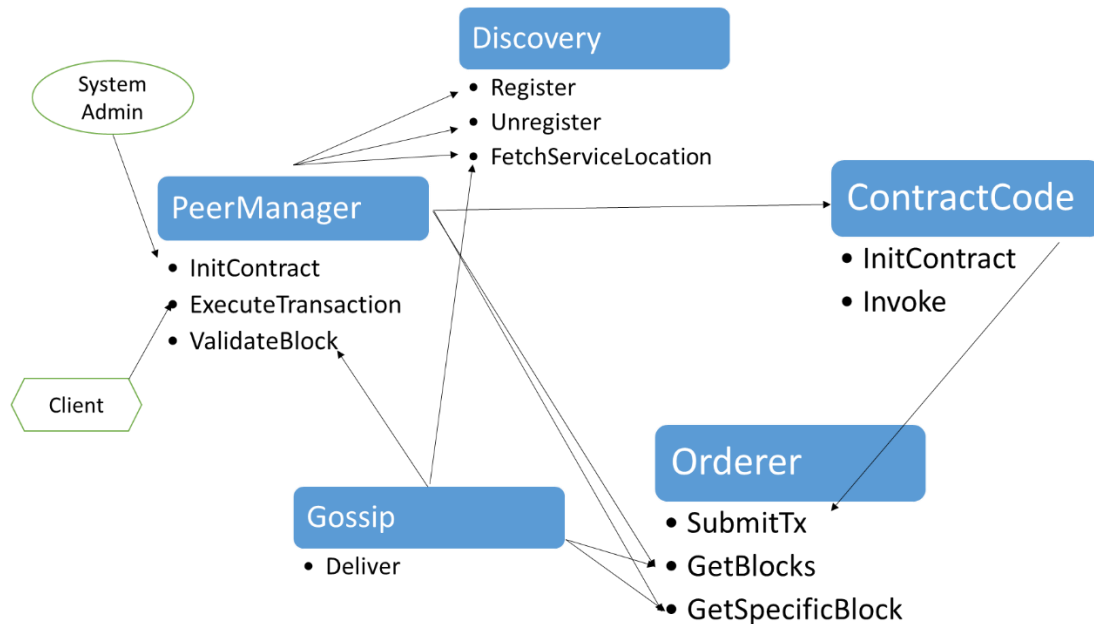 Discovery
• Register
• Unregister
• FetchServiceLocation
System
Admin
PeerManager
• InitContract
• ExecuteTransaction
• ValidateBlock
ContractCode
• InitContract
• Invoke
Client
Gossip
• Deliver
Orderer
• SubmitTx
• GetBlocks
• GetSpecificBlock